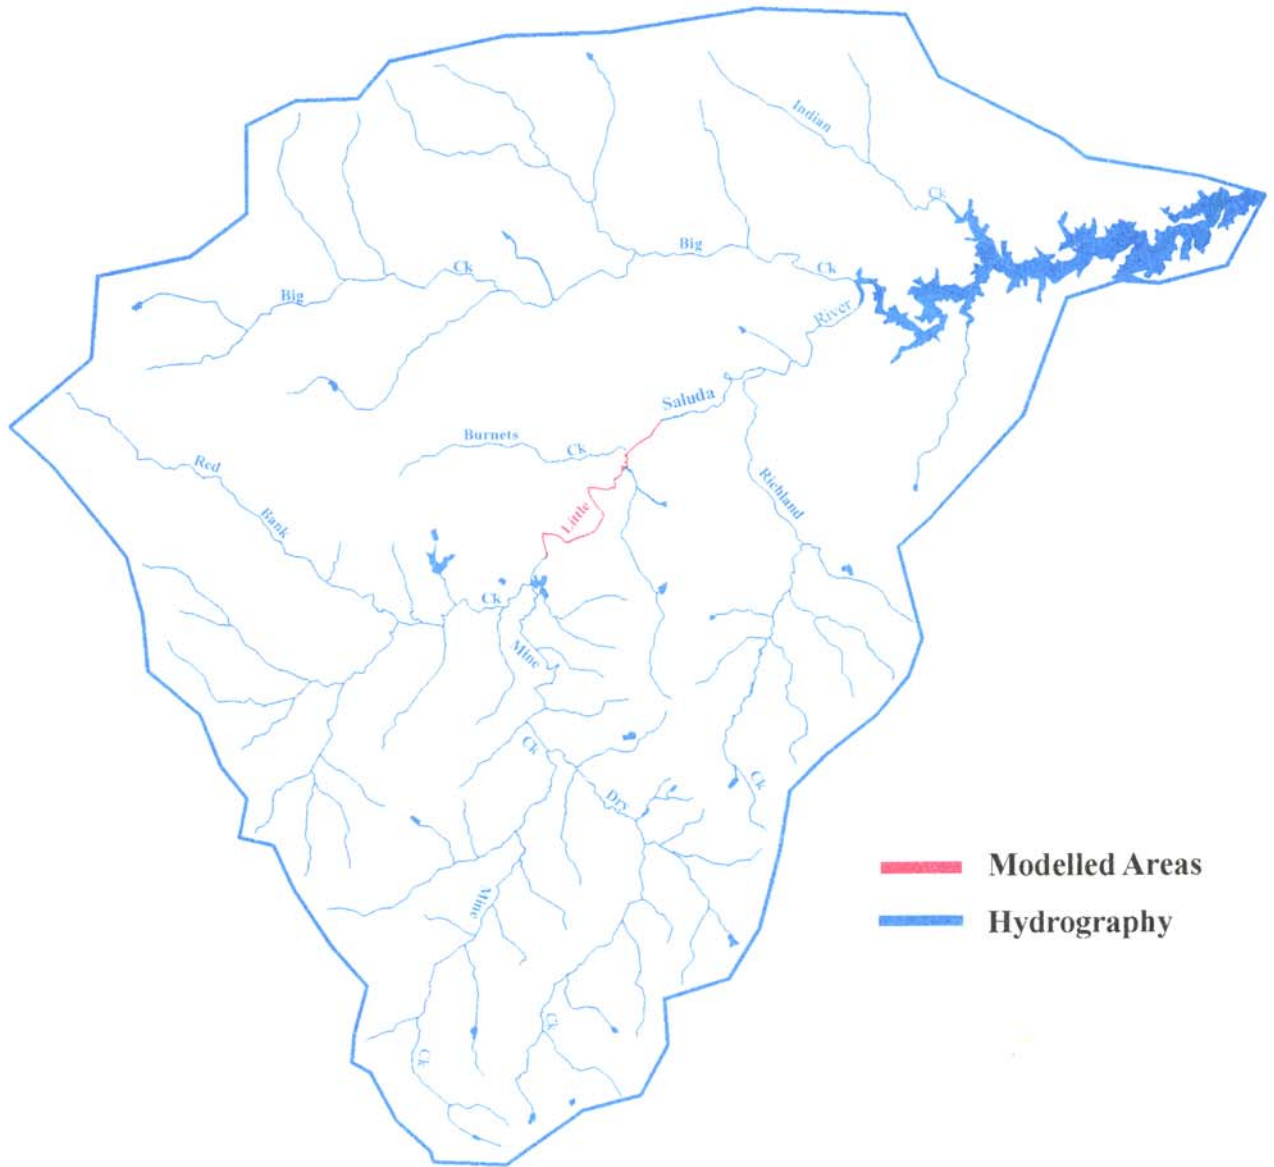 Indian
Ck
Big
Ck
Ck
Big
River
Saluda
Burnets
Ck
Red
Bank
Little
Richland
Ck
Mine
Ck
Dry
Ck
Mine
Ck
Ck
Modelled Areas
Hydrography